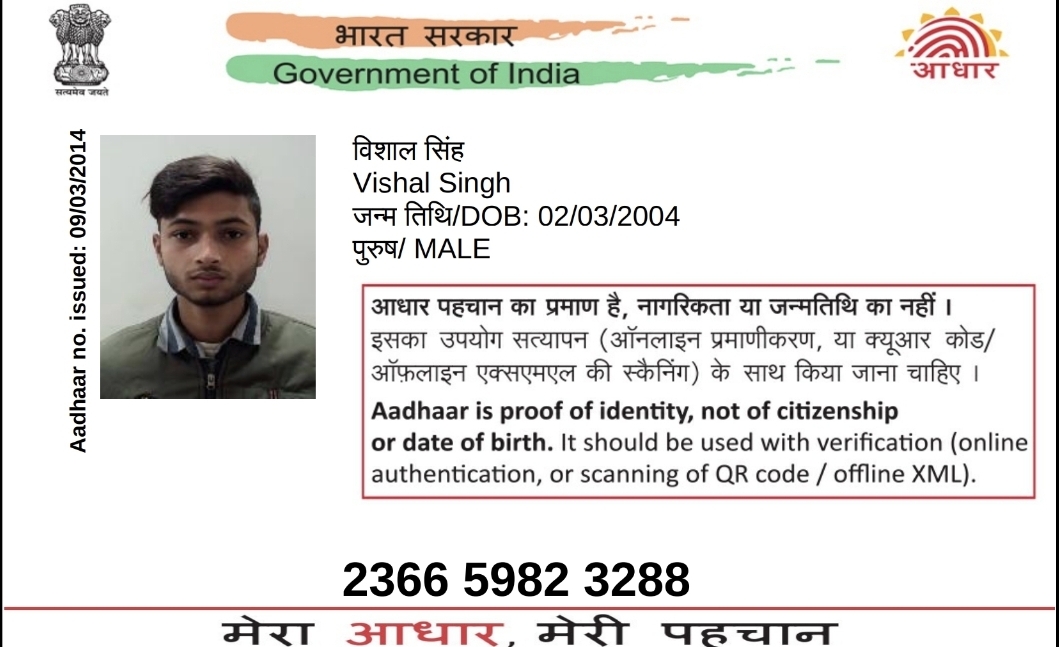 भारत सरकार
Government of India
सत्यमेव जयते
आधार
Aadhaar no. issued: 09/03/2014
विशाल सिंह
Vishal Singh
जन्म तिथि/DOB: 02/03/2004
पुरुष/ MALE
आधार पहचान का प्रमाण है, नागरिकता या जन्मतिथि का नहीं ।
इसका उपयोग सत्यापन (ऑनलाइन प्रमाणीकरण, या क्यूआर कोड/
ऑफ़लाइन एक्सएमएल की स्कैनिंग) के साथ किया जाना चाहिए ।
Aadhaar is proof of identity, not of citizenship
or date of birth. It should be used with verification (online
authentication, or scanning of QR code / offline XML).
2366 5982 3288
मेरा आधार, मेरी पहचान